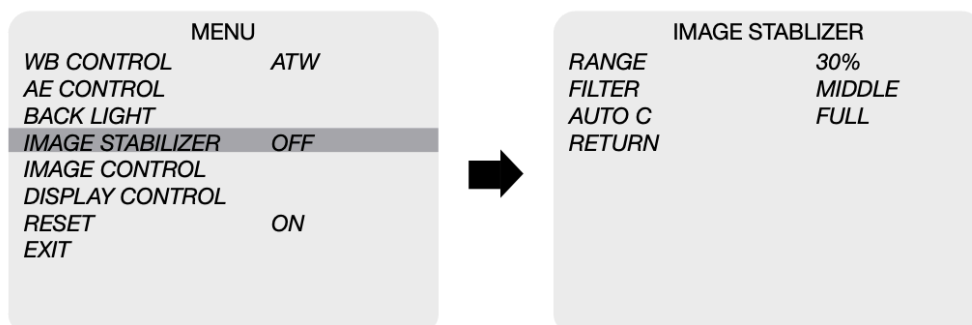 MENU
WB CONTROL ATW
AE CONTROL
BACK LIGHT
IMAGE STABILIZER OFF
IMAGE CONTROL
DISPLAY CONTROL
RESET ON
EXIT
IMAGE STABLIZER
RANGE 30%
FILTER MIDDLE
AUTO C FULL
RETURN